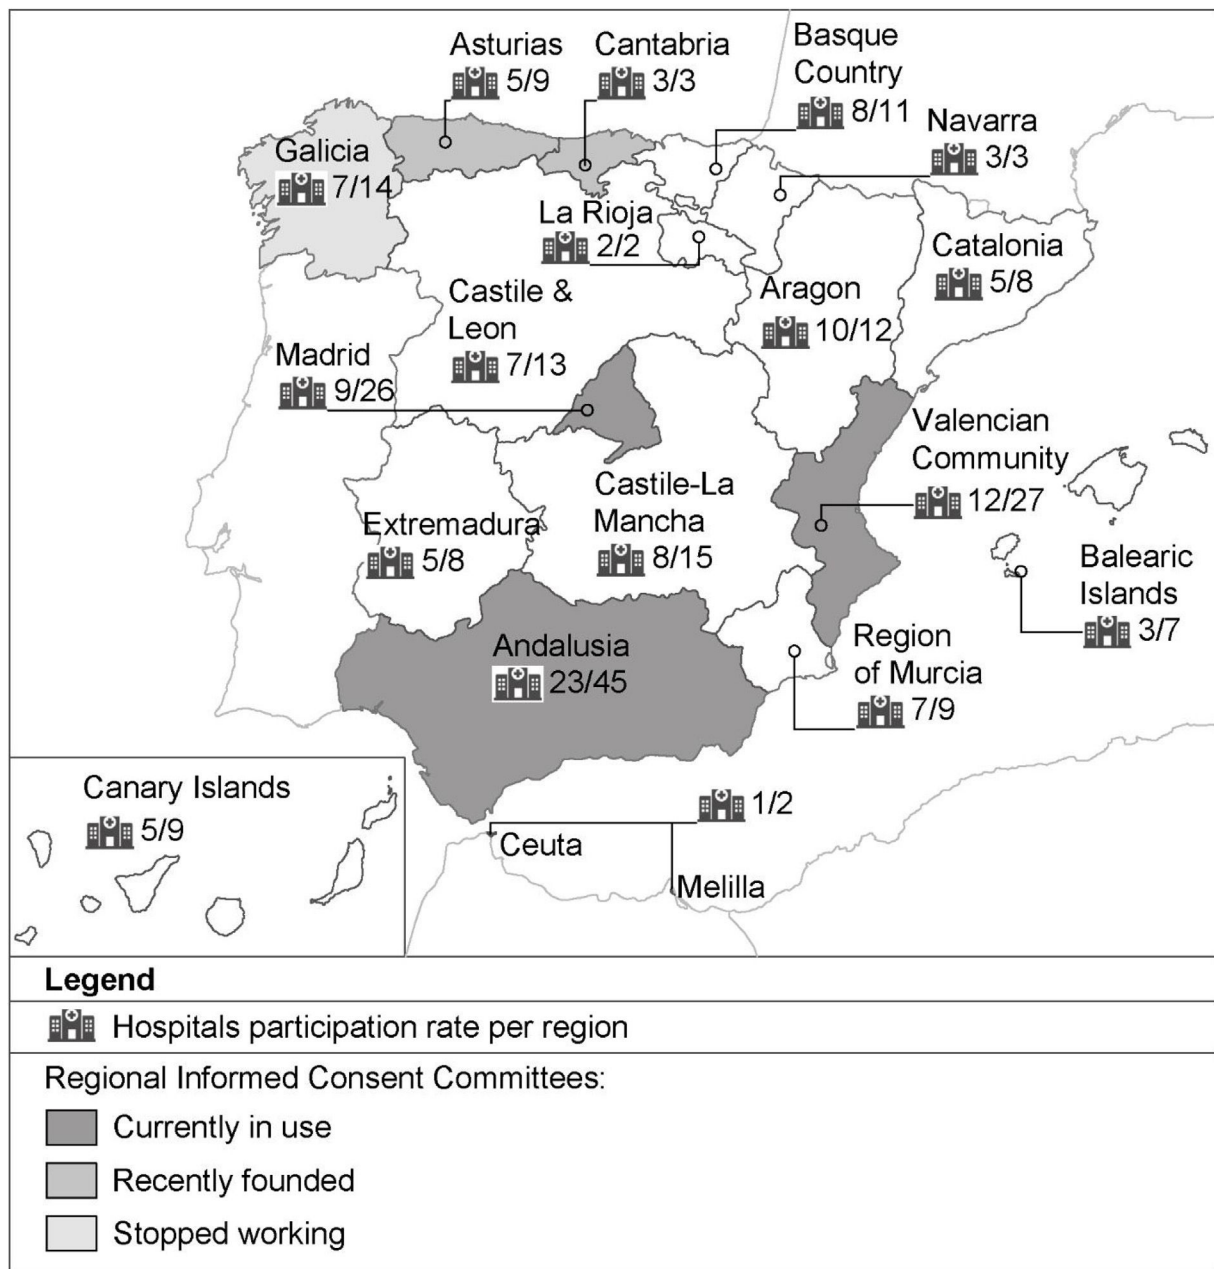 Asturias
5/9
Cantabria
3/3
Basque
Country
8/11
Navarra
3/3
Galicia
7/14
La Rioja
2/2
Catalonia
5/8
Castile &
Leon
7/13
Aragon
10/12
Madrid
9/26
Valencian
Community
12/27
Castile-La
Mancha
8/15
Extremadura
5/8
Balearic
Islands
3/7
Andalusia
23/45
Region
of Murcia
7/9
Canary Islands
5/9
1/2
Ceuta
Melilla
Legend
Hospitals participation rate per region
Regional Informed Consent Committees:
Currently in use
Recently founded
Stopped working